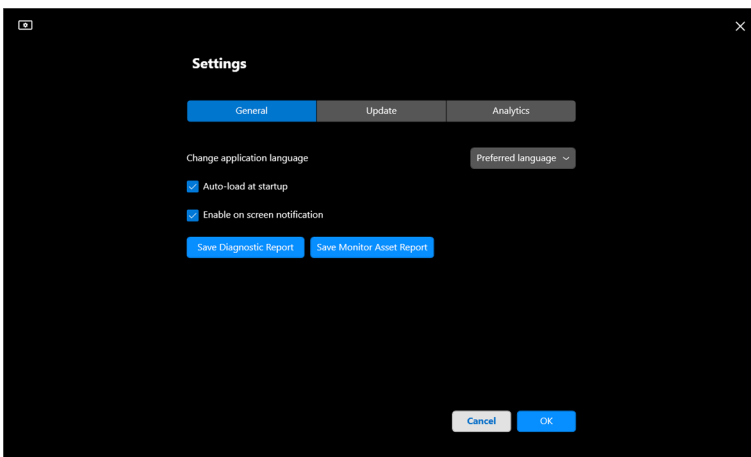 Settings
General Update Analytics
Change application language Preferred language
Auto-load at startup
Enable on screen notification
Save Diagnostic Report Save Monitor Asset Report
Cancel OK